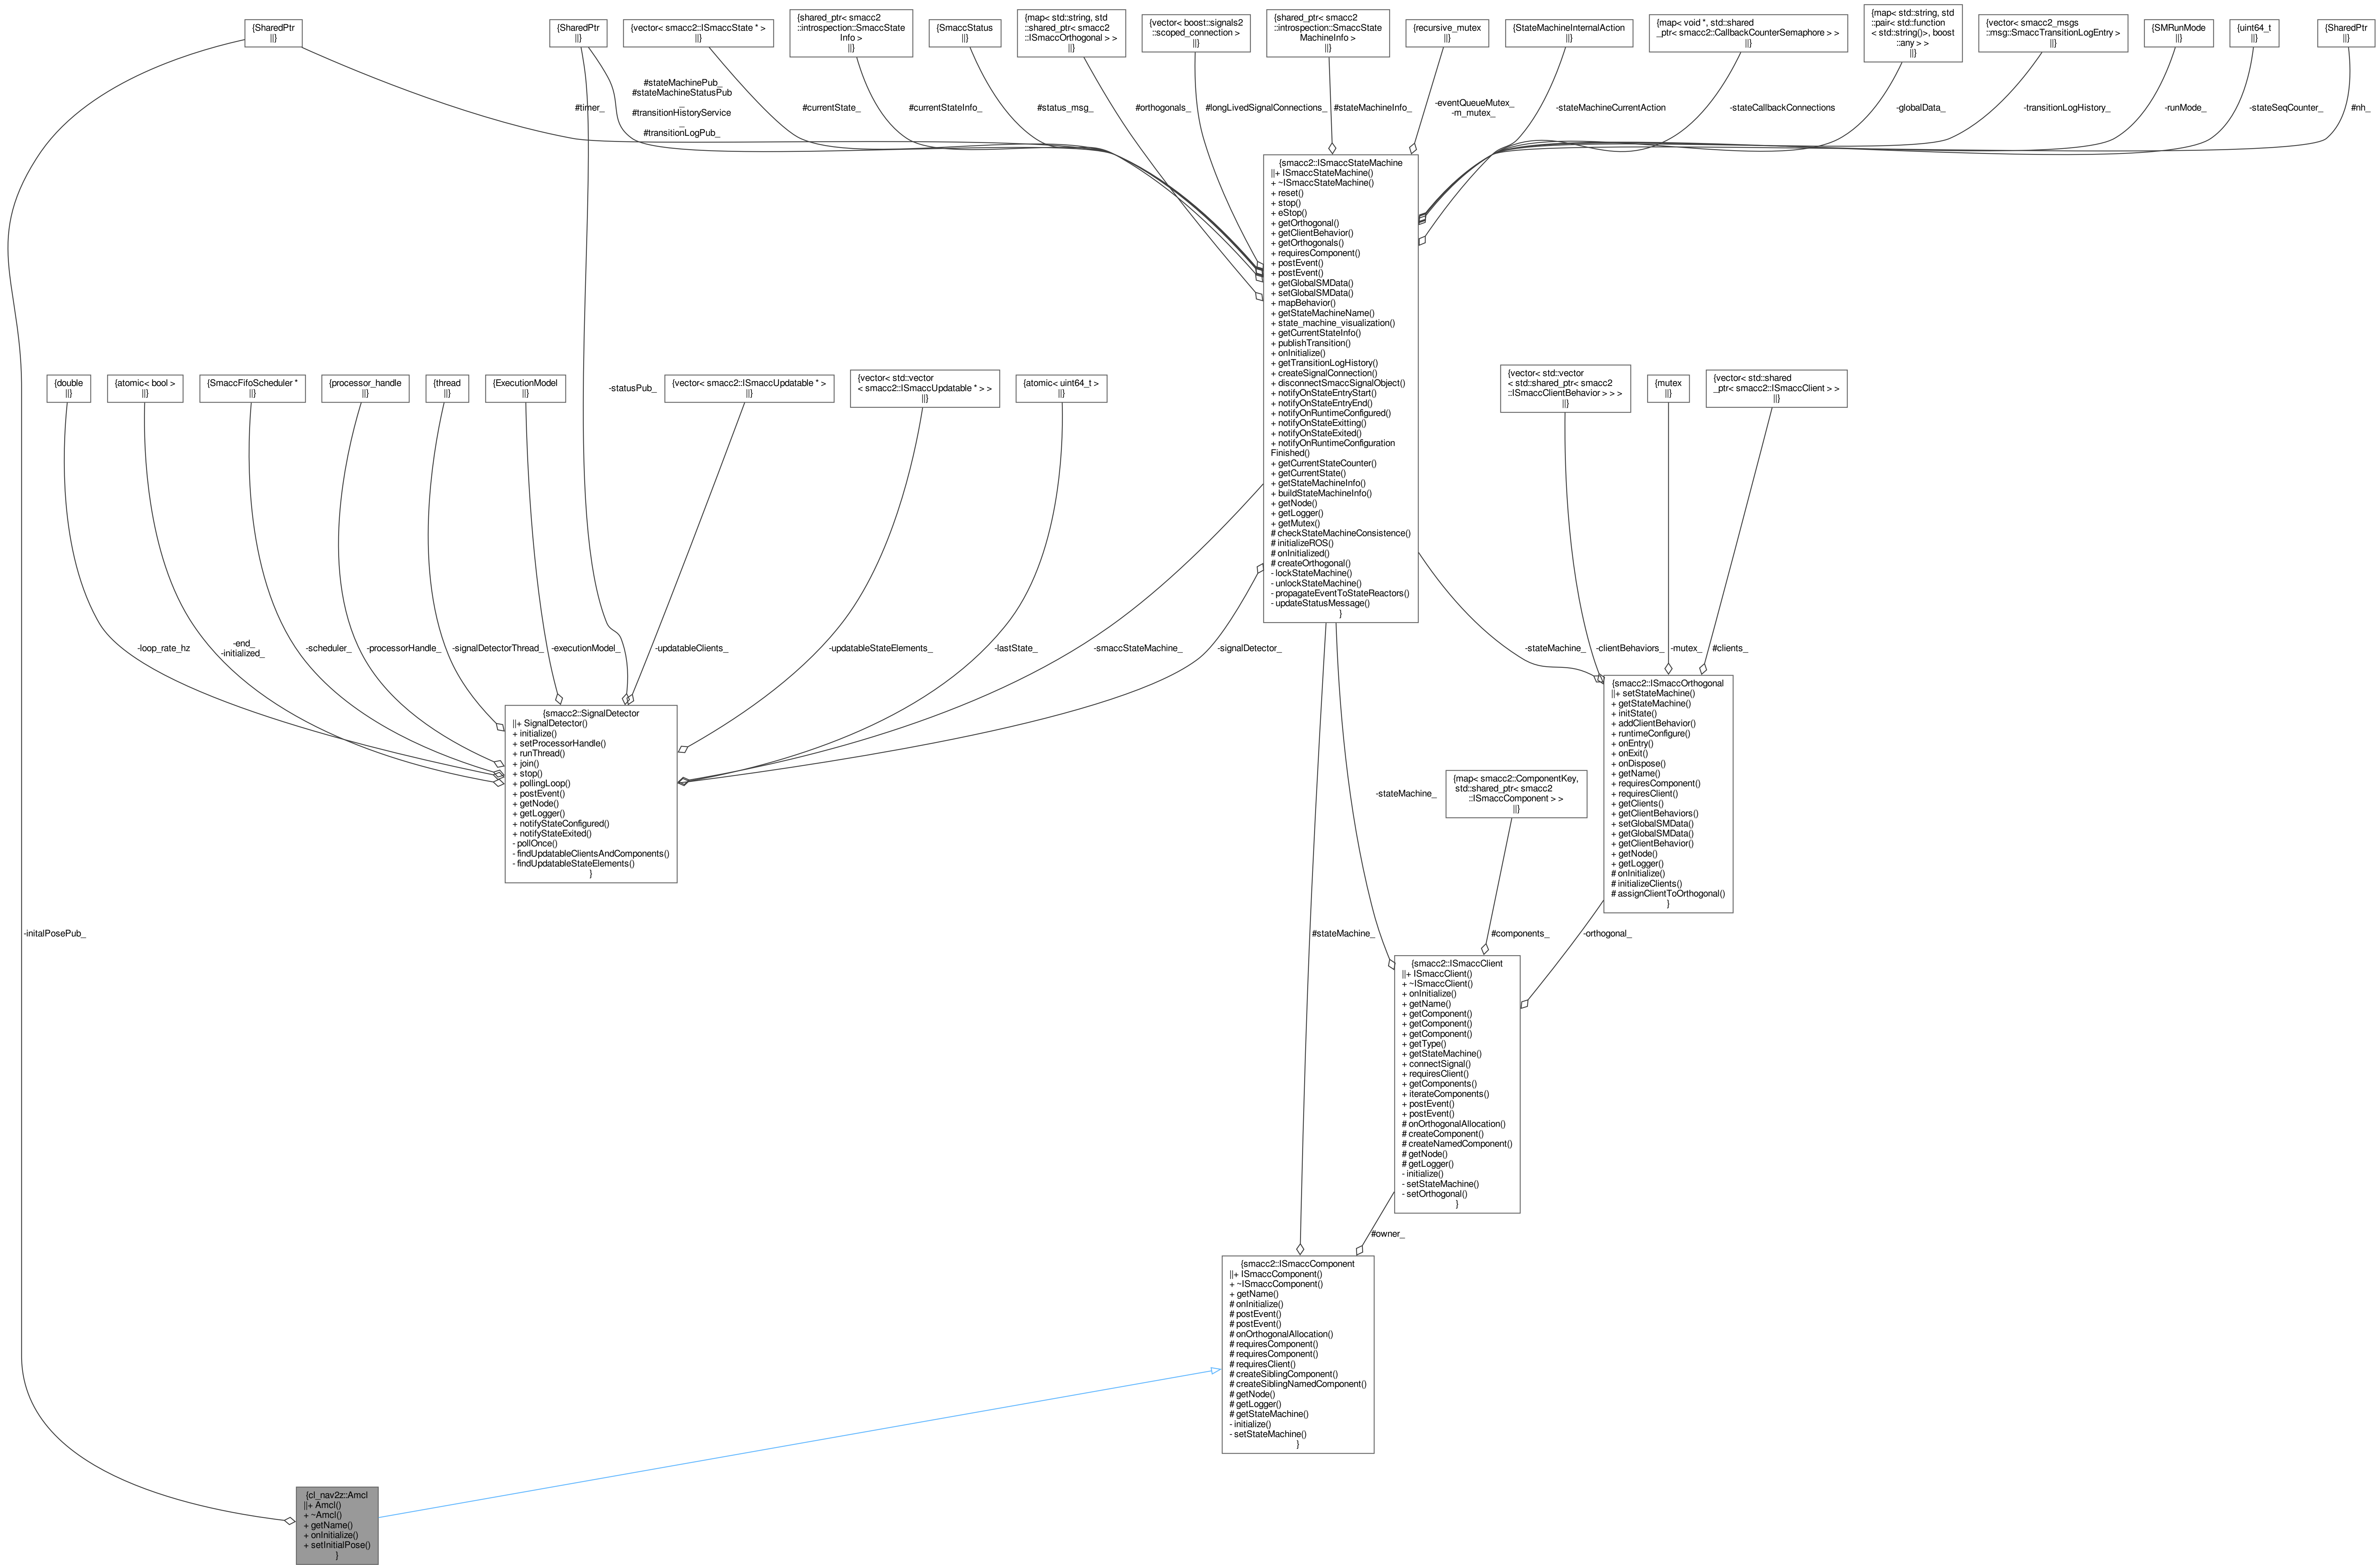 {SharedPtr
||}
{SharedPtr
||}
{vector< smacc2::ISmaccState * >
||}
{shared_ptr< smacc2
::introspection::SmaccState
Info >
||}
{SmaccStatus
||}
{map< std::string, std
::shared_ptr< smacc2
::ISmaccOrthogonal > >
||}
{vector< boost::signals2
::scoped_connection >
||}
{shared_ptr< smacc2
::introspection::SmaccState
MachineInfo >
||}
{recursive_mutex
||}
{StateMachineInternalAction
||}
{map< void *, std::shared
_ptr< smacc2::CallbackCounterSemaphore > >
||}
{map< std::string, std
::pair< std::function
< std::string()>, boost
::any > >
||}
{vector< smacc2_msgs
::msg::SmaccTransitionLogEntry >
||}
{SMRunMode
||}
{uint64_t
||}
{SharedPtr
||}
#timer_
#stateMachinePub_
#stateMachineStatusPub
_
#transitionHistoryService
_
#transitionLogPub_
#currentState_
#currentStateInfo_
#status_msg_
#orthogonals_
#longLivedSignalConnections_
#stateMachineInfo_
-eventQueueMutex_
-m_mutex_
-stateMachineCurrentAction
-stateCallbackConnections
-globalData_
-transitionLogHistory_
-runMode_
-stateSeqCounter_
#nh_
{smacc2::ISmaccStateMachine
||+ ISmaccStateMachine()
+ ~ISmaccStateMachine()
+ reset()
+ stop()
+ eStop()
+ getOrthogonal()
+ getClientBehavior()
+ getOrthogonals()
+ requiresComponent()
+ postEvent()
+ postEvent()
+ getGlobalSMData()
+ setGlobalSMData()
+ mapBehavior()
+ getStateMachineName()
+ state_machine_visualization()
+ getCurrentStateInfo()
+ publishTransition()
+ onInitialize()
+ getTransitionLogHistory()
+ createSignalConnection()
+ disconnectSmaccSignalObject()
+ notifyOnStateEntryStart()
+ notifyOnStateEntryEnd()
+ notifyOnRuntimeConfigured()
+ notifyOnStateExitting()
+ notifyOnStateExited()
+ notifyOnRuntimeConfiguration
Finished()
+ getCurrentStateCounter()
+ getCurrentState()
+ getStateMachineInfo()
+ buildStateMachineInfo()
+ getNode()
+ getLogger()
+ getMutex()
# checkStateMachineConsistence()
# initializeROS()
# onInitialized()
# createOrthogonal()
- lockStateMachine()
- unlockStateMachine()
- propagateEventToStateReactors()
- updateStatusMessage()
}
{double
||}
{atomic< bool >
||}
{SmaccFifoScheduler *
||}
{processor_handle
||}
{thread
||}
{ExecutionModel
||}
-statusPub_
{vector< smacc2::ISmaccUpdatable * >
||}
{vector< std::vector
< smacc2::ISmaccUpdatable * > >
||}
{atomic< uint64_t >
||}
{vector< std::vector
< std::shared_ptr< smacc2
::ISmaccClientBehavior > > >
||}
{mutex
||}
{vector< std::shared
_ptr< smacc2::ISmaccClient > >
||}
-loop_rate_hz
-end_
-initialized_
-scheduler_
-processorHandle_
-signalDetectorThread_
-executionModel_
-updatableClients_
-updatableStateElements_
-lastState_
-smaccStateMachine_
-signalDetector_
-stateMachine_
-clientBehaviors_
-mutex_
#clients_
{smacc2::SignalDetector
||+ SignalDetector()
+ initialize()
+ setProcessorHandle()
+ runThread()
+ join()
+ stop()
+ pollingLoop()
+ postEvent()
+ getNode()
+ getLogger()
+ notifyStateConfigured()
+ notifyStateExited()
- pollOnce()
- findUpdatableClientsAndComponents()
- findUpdatableStateElements()
}
{smacc2::ISmaccOrthogonal
||+ setStateMachine()
+ getStateMachine()
+ initState()
+ addClientBehavior()
+ runtimeConfigure()
+ onEntry()
+ onExit()
+ onDispose()
+ getName()
+ requiresComponent()
+ requiresClient()
+ getClients()
+ getClientBehaviors()
+ setGlobalSMData()
+ getGlobalSMData()
+ getClientBehavior()
+ getNode()
+ getLogger()
# onInitialize()
# initializeClients()
# assignClientToOrthogonal()
}
-stateMachine_
{map< smacc2::ComponentKey,
std::shared_ptr< smacc2
::ISmaccComponent > >
||}
-initalPosePub_
#stateMachine_
#components_
-orthogonal_
{smacc2::ISmaccClient
||+ ISmaccClient()
+ ~ISmaccClient()
+ onInitialize()
+ getName()
+ getComponent()
+ getComponent()
+ getComponent()
+ getType()
+ getStateMachine()
+ connectSignal()
+ requiresClient()
+ getComponents()
+ iterateComponents()
+ postEvent()
+ postEvent()
# onOrthogonalAllocation()
# createComponent()
# createNamedComponent()
# getNode()
# getLogger()
- initialize()
- setStateMachine()
- setOrthogonal()
}
#owner_
{smacc2::ISmaccComponent
||+ ISmaccComponent()
+ ~ISmaccComponent()
+ getName()
# onInitialize()
# postEvent()
# postEvent()
# onOrthogonalAllocation()
# requiresComponent()
# requiresComponent()
# requiresClient()
# createSiblingComponent()
# createSiblingNamedComponent()
# getNode()
# getLogger()
# getStateMachine()
- initialize()
- setStateMachine()
}
{cl_nav2z::Amcl
||+ Amcl()
+ ~Amcl()
+ getName()
+ onInitialize()
+ setInitialPose()
}